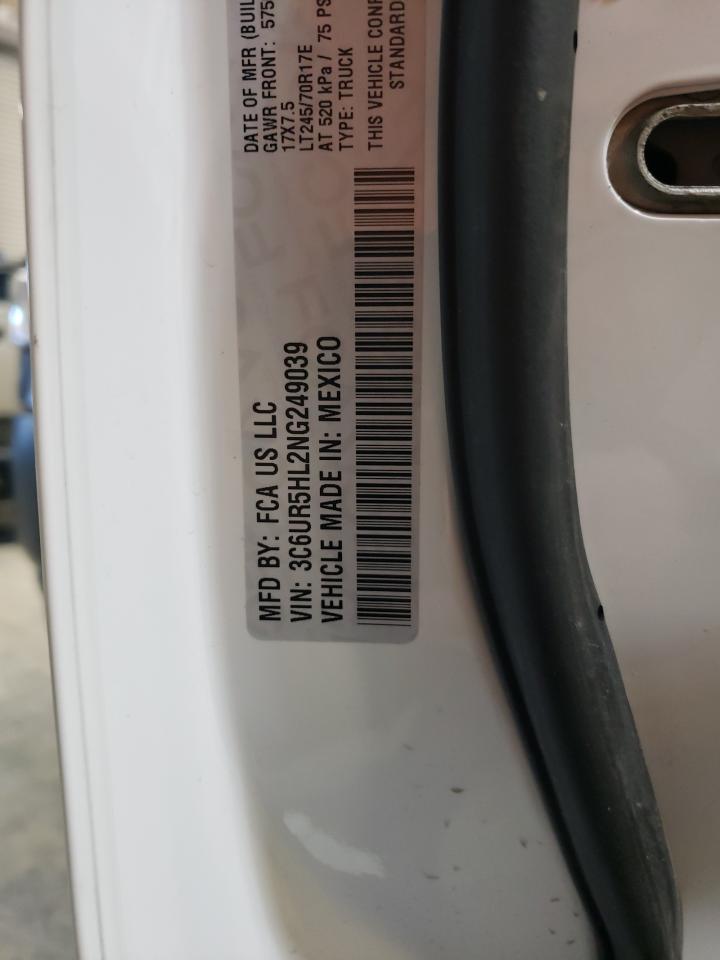 MFD BY: FCA US LLC
VIN: 3C6UR5HL2NG249039
VEHICLE MADE IN: MEXICO
DATE OF MFR (BUIL
GAWR FRONT: 575
17X7.5
LT245/70R17E
AT 520 kPa / 75 PS
TYPE: TRUCK
THIS VEHICLE CONF
STANDARD